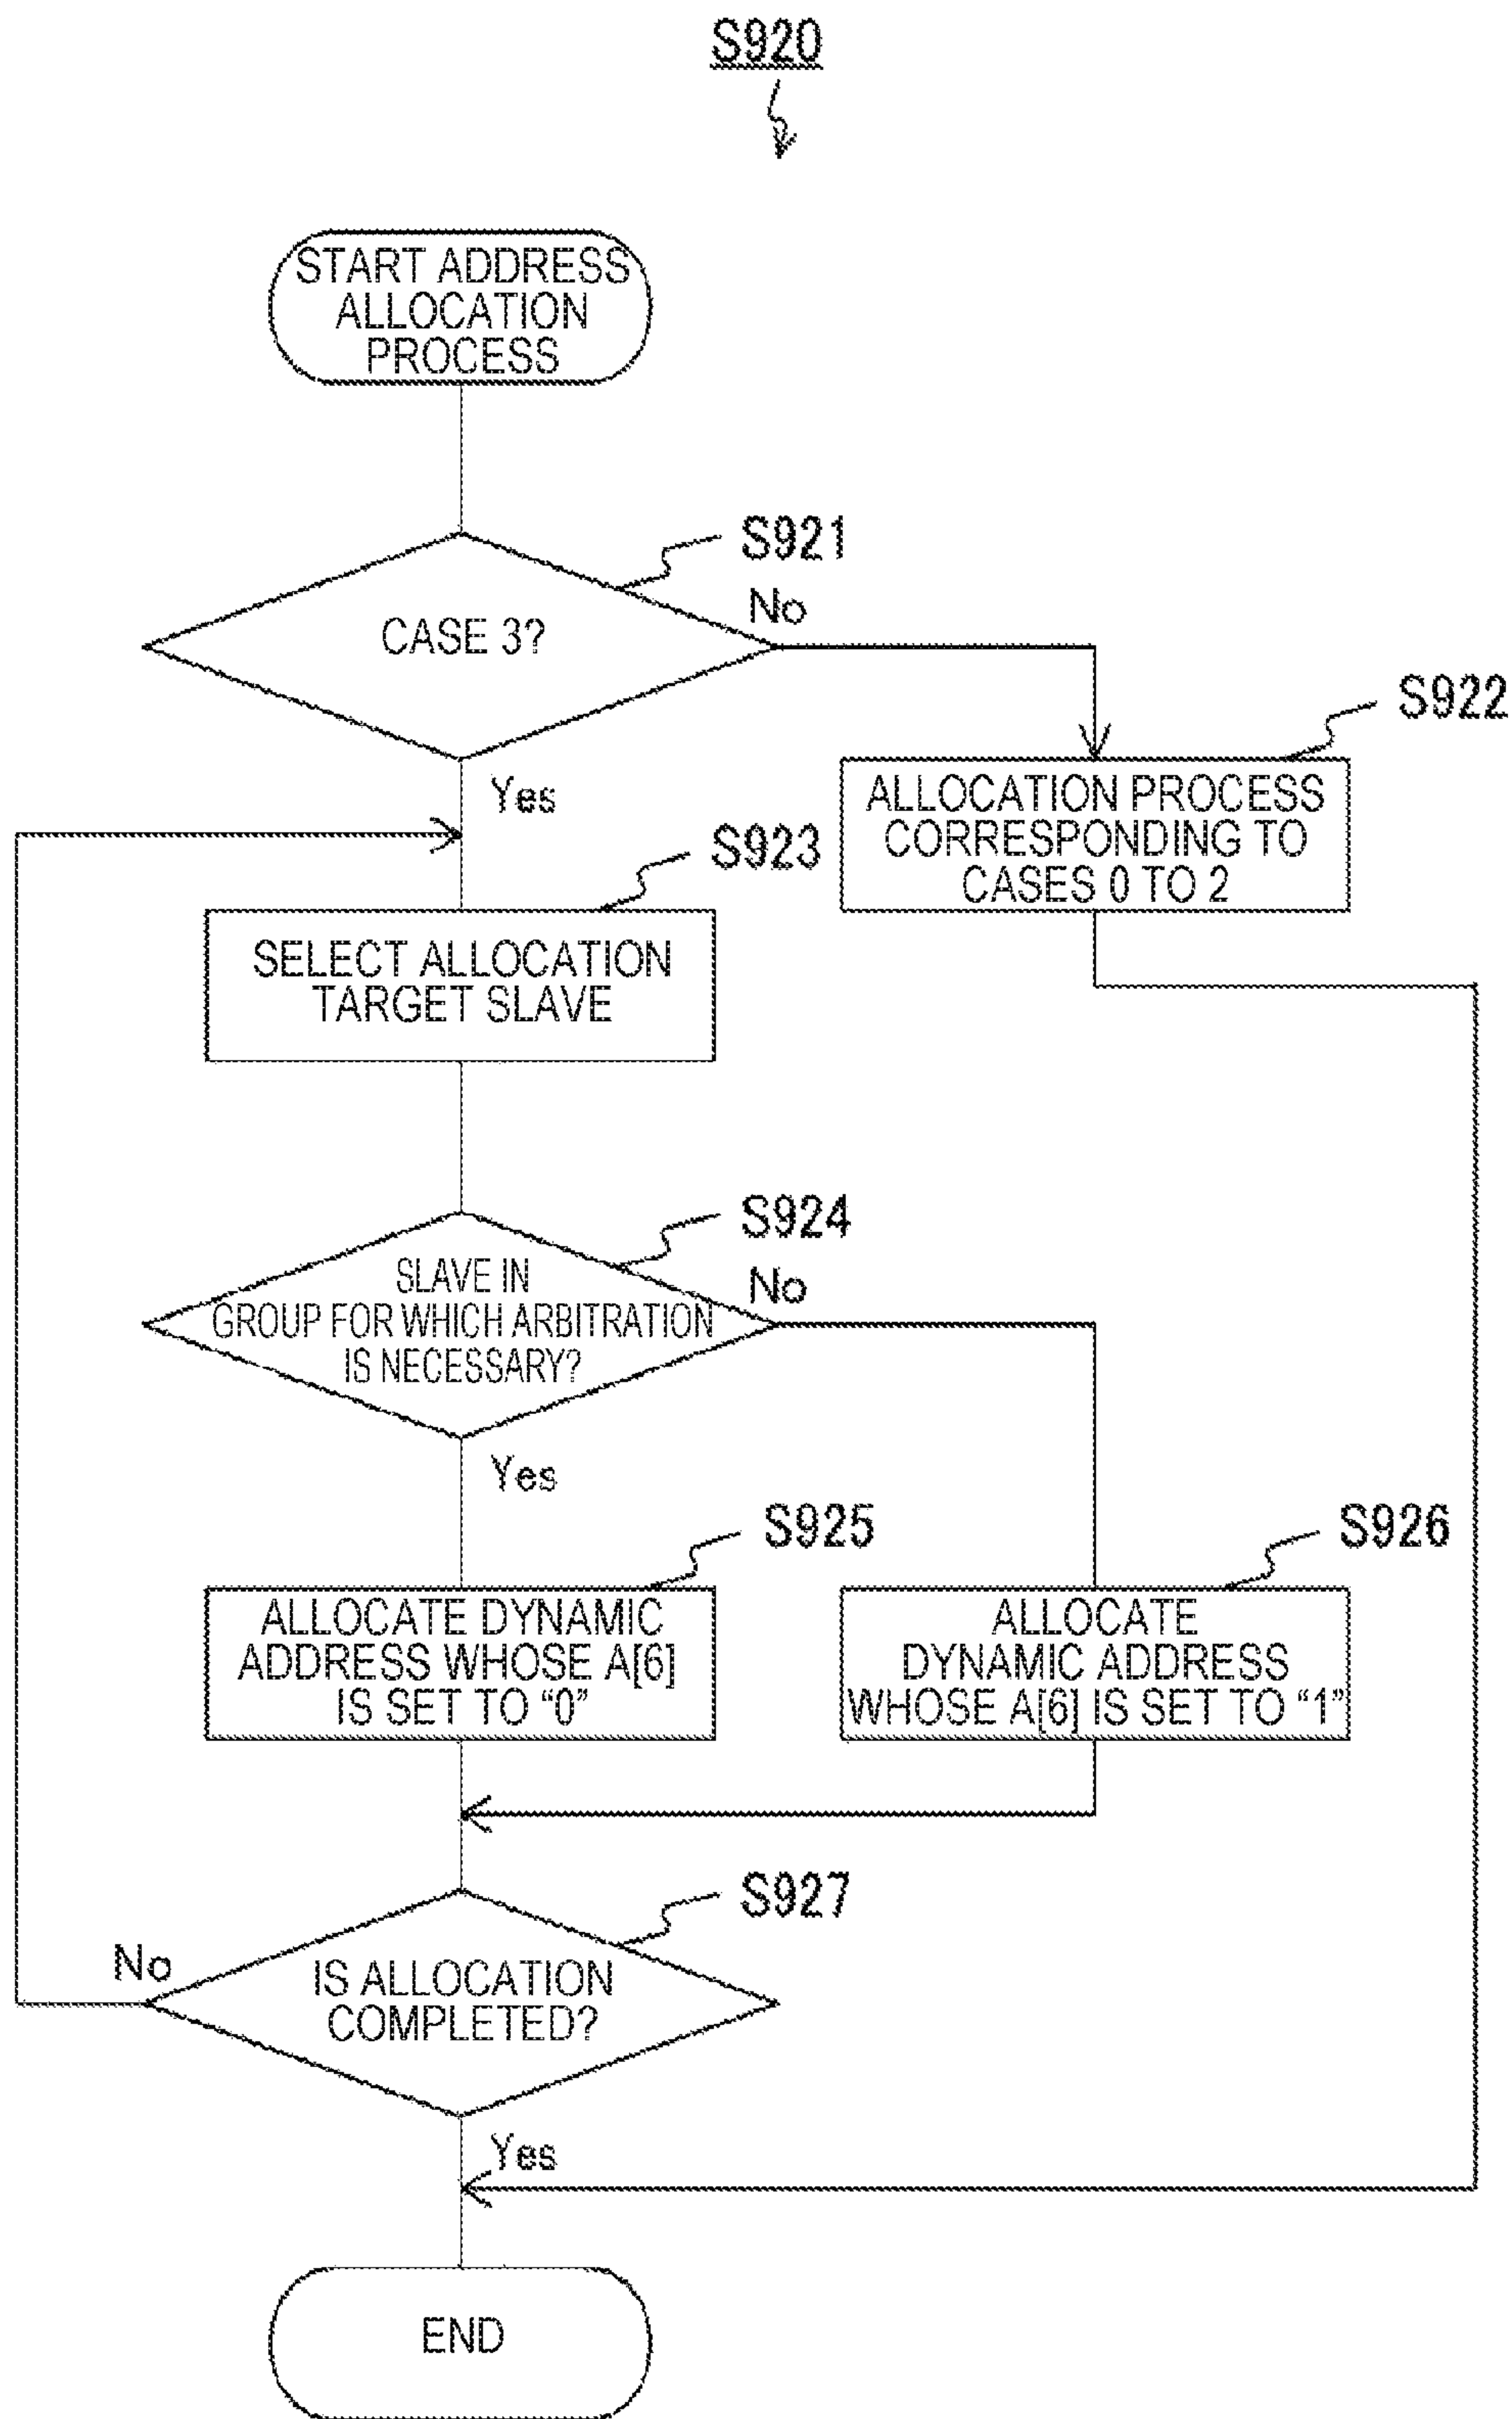 S920
START ADDRESS
ALLOCATION
PROCESS
S921
No
CASE 3?
S922
Yes
ALLOCATION PROCESS
CORRESPONDING TO
CASES 0 TO 2
S923
SELECT ALLOCATION
TARGET SLAVE
S924
No
SLAVE IN
GROUP FOR WHICH ARBITRATION
IS NECESSARY?
Yes
S925
S926
ALLOCATE DYNAMIC
ADDRESS WHOSE A[6]
IS SET TO “0”
ALLOCATE
DYNAMIC ADDRESS
WHOSE A[6] IS SET TO “1”
S927
No
IS ALLOCATION
COMPLETED?
Yes
END